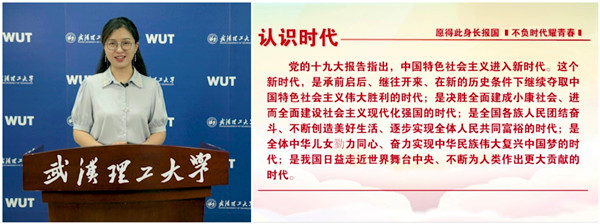 WUT
WUT
WUT
WUT
武漢理工大学
认识时代
愿得此身长报国 不负时代耀青春
党的十九大报告指出，中国特色社会主义进入新时代。这个
新时代，是承前启后、继往开来、在新的历史条件下继续夺取中
国特色社会主义伟大胜利的时代；是决胜全面建成小康社会、进
而全面建设社会主义现代化强国的时代；是全国各族人民团结奋
斗、不断创造美好生活、逐步实现全体人民共同富裕的时代；是
全体中华儿女勠力同心、奋力实现中华民族伟大复兴中国梦的时
代；是我国日益走近世界舞台中央、不断为人类作出更大贡献的
时代。